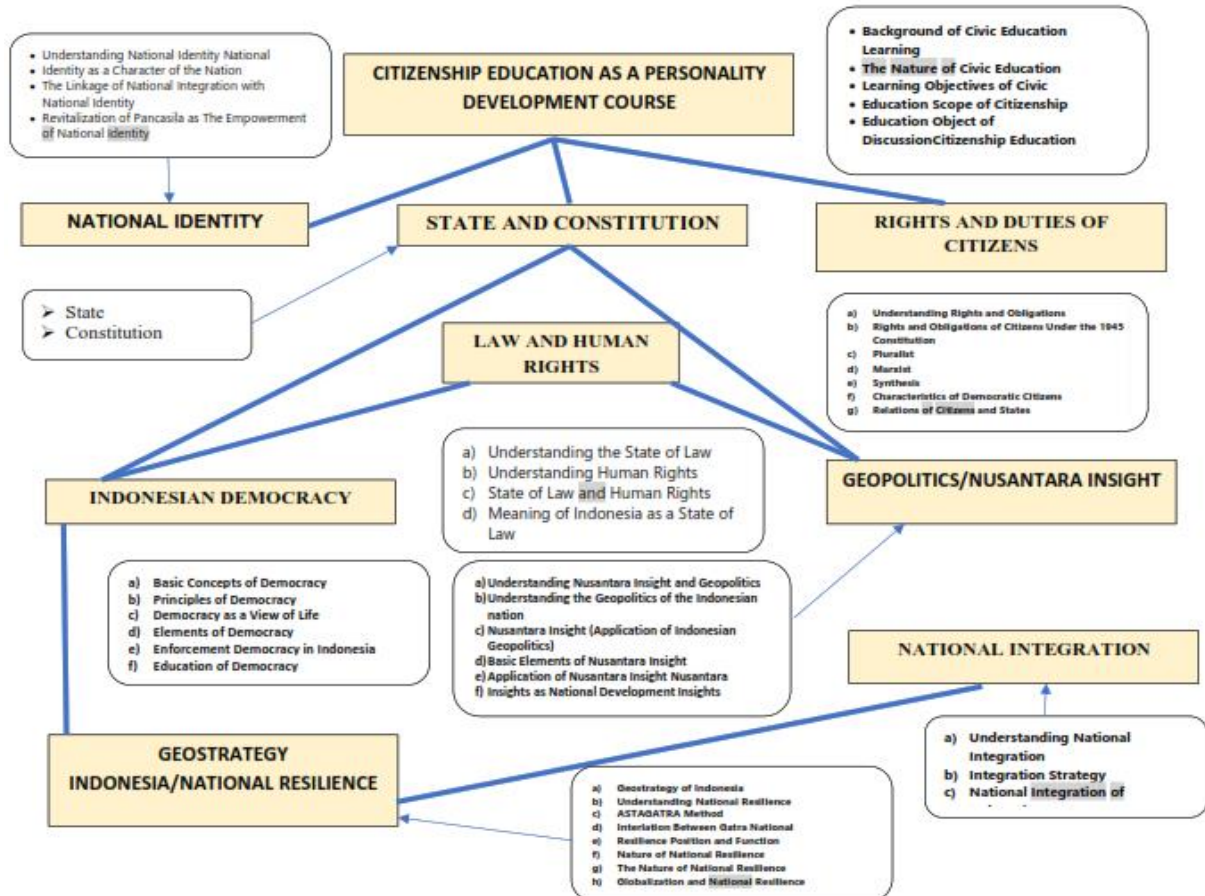 • Understanding National Identity National
• Identity as a Character of the Nation
• The Linkage of National Integration with
National Identity
• Revitalization of Pancasila as The Empowerment
of National Identity
CITIZENSHIP EDUCATION AS A PERSONALITY
DEVELOPMENT COURSE
• Background of Civic Education
Learning
• The Nature of Civic Education
• Learning Objectives of Civic
• Education Scope of Citizenship
• Education Object of
DiscussionCitizenship Education
NATIONAL IDENTITY
STATE AND CONSTITUTION
RIGHTS AND DUTIES OF
CITIZENS
➢ State
➢ Constitution
LAW AND HUMAN
RIGHTS
a) Understanding Rights and Obligations
b) Rights and Obligations of Citizens Under the 1945
Constitution
c) Pluralist
d) Marxist
e) Synthesis
f) Characteristics of Democratic Citizens
g) Relations of Citizens and States
INDONESIAN DEMOCRACY
a) Understanding the State of Law
b) Understanding Human Rights
c) State of Law and Human Rights
d) Meaning of Indonesia as a State of
Law
GEOPOLITICS/NUSANTARA INSIGHT
a) Basic Concepts of Democracy
b) Principles of Democracy
c) Democracy as a View of Life
d) Elements of Democracy
e) Enforcement Democracy in Indonesia
f) Education of Democracy
a) Understanding Nusantara Insight and Geopolitics
b) Understanding the Geopolitics of the Indonesian
nation
c) Nusantara Insight (Application of Indonesian
Geopolitics)
d) Basic Elements of Nusantara Insight
e) Application of Nusantara Insight Nusantara
f) Insights as National Development Insights
NATIONAL INTEGRATION
GEOSTRATEGY
INDONESIA/NATIONAL RESILIENCE
a) Understanding National
Integration
b) Integration Strategy
c) National Integration of
a) Geostrategy of Indonesia
b) Understanding National Resilience
c) ASTAGATRA Method
d) Interlation Between Gatra National
e) Resilience Position and Function
f) Nature of National Resilience
g) The Nature of National Resilience
h) Globalization and National Resilience